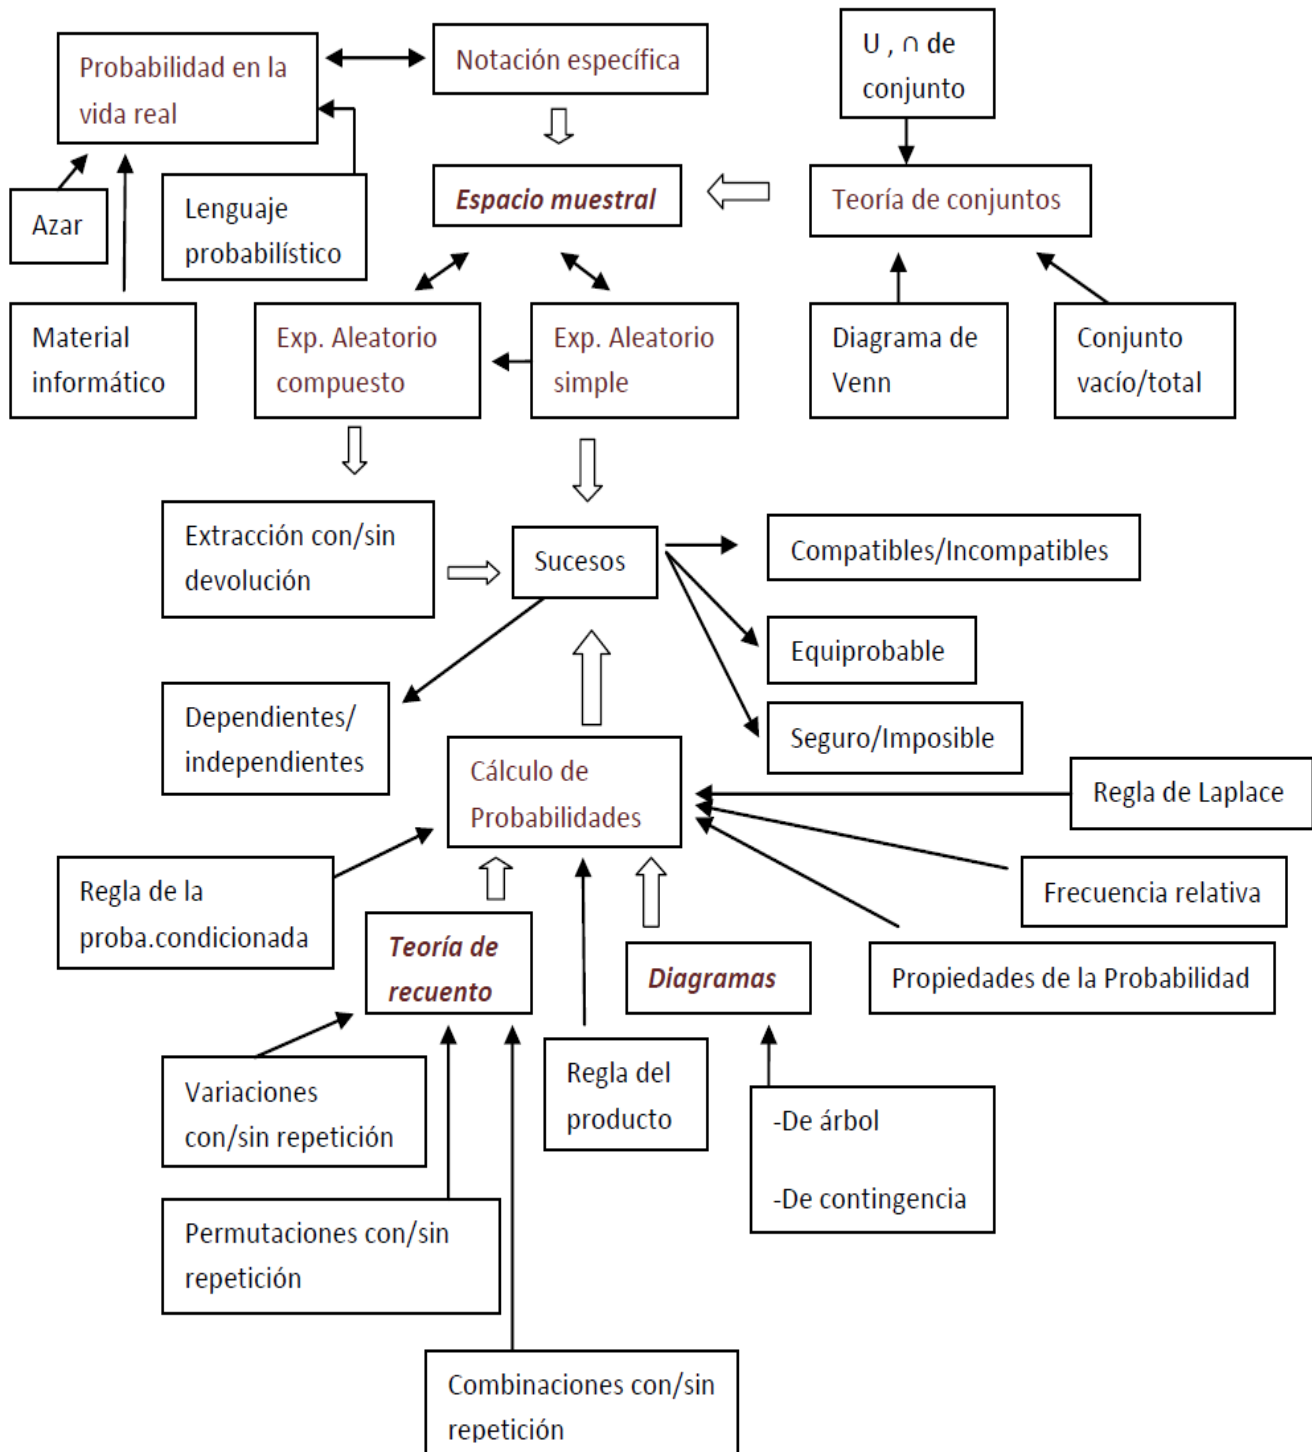 Probabilidad en la
vida real
Notación específica
U , ∩ de
conjunto
Azar
Lenguaje
probabilístico
Espacio muestral
Teoría de conjuntos
Material
informático
Exp. Aleatorio
compuesto
Exp. Aleatorio
simple
Diagrama de
Venn
Conjunto
vacío/total
Extracción con/sin
devolución
Sucesos
Compatibles/Incompatibles
Equiprobable
Seguro/Imposible
Dependientes/
independientes
Cálculo de
Probabilidades
Regla de Laplace
Regla de la
proba.condicionada
Frecuencia relativa
Teoría de
recuento
Diagramas
Propiedades de la Probabilidad
Variaciones
con/sin repetición
Regla del
producto
-De árbol
-De contingencia
Permutaciones con/sin
repetición
Combinaciones con/sin
repetición